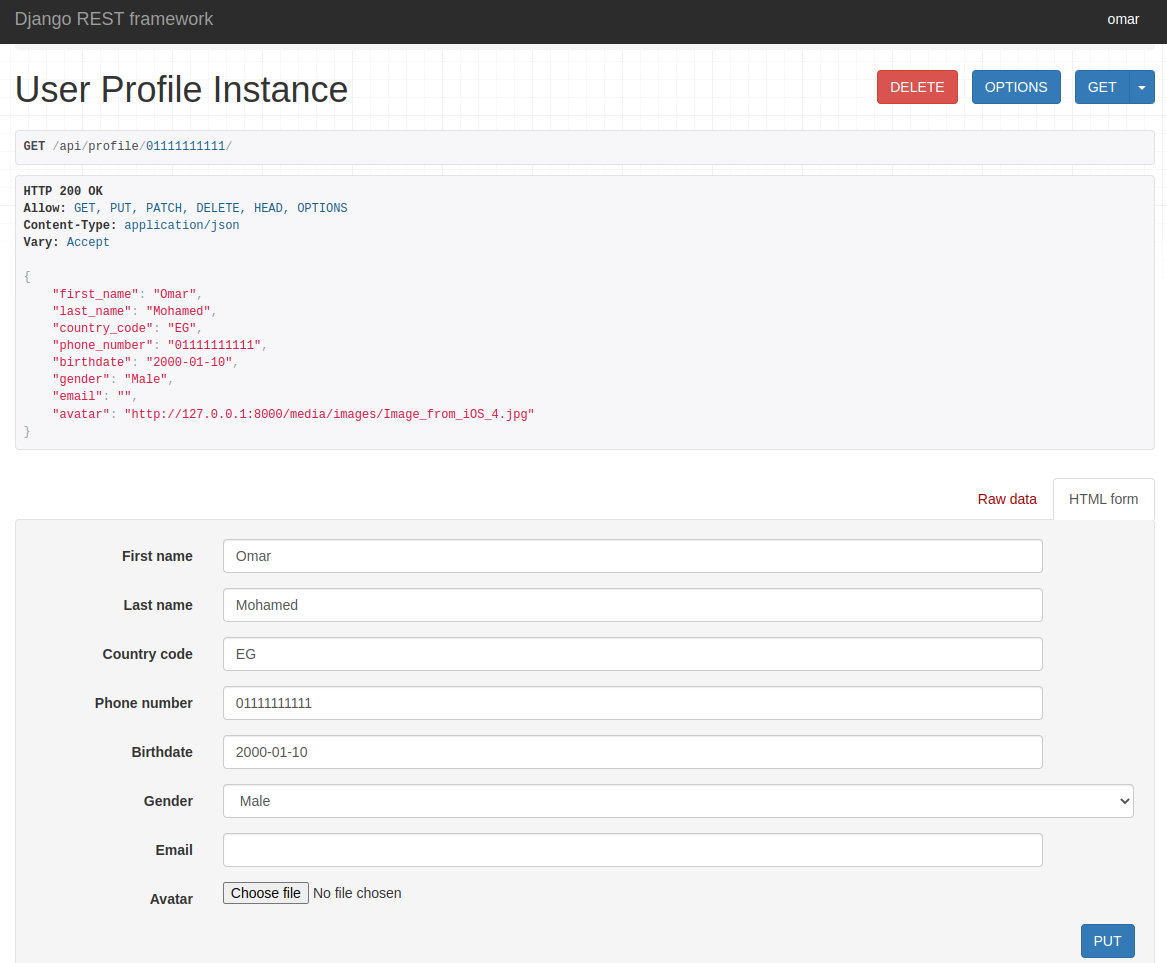 Django REST framework
omar
User Profile Instance
DELETE
OPTIONS
GET
GET /api/profile/01111111111/
HTTP 200 OK
Allow: GET, PUT, PATCH, DELETE, HEAD, OPTIONS
Content-Type: application/json
Vary: Accept
{
    "first_name": "Omar",
    "last_name": "Mohamed",
    "country_code": "EG",
    "phone_number": "01111111111",
    "birthdate": "2000-01-10",
    "gender": "Male",
    "email": "",
    "avatar": "http://127.0.0.1:8000/media/images/Image_from_iOS_4.jpg"
}
Raw data
HTML form
First name
Omar
Last name
Mohamed
Country code
EG
Phone number
01111111111
Birthdate
2000-01-10
Gender
Male
Email
Avatar
Choose file No file chosen
PUT